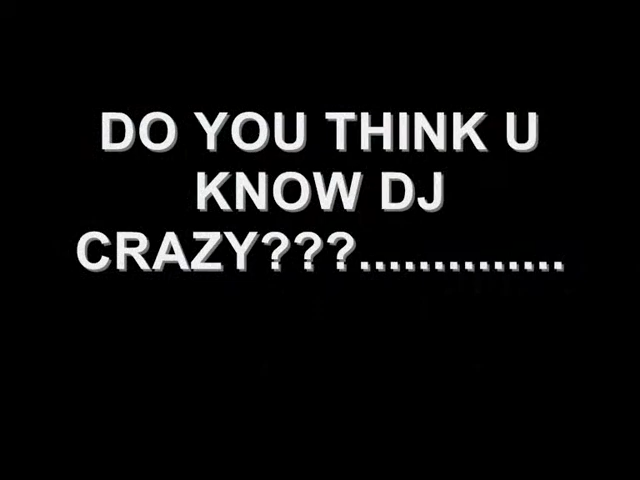 DO YOU THINK U
KNOW DJ
CRAZY???..............